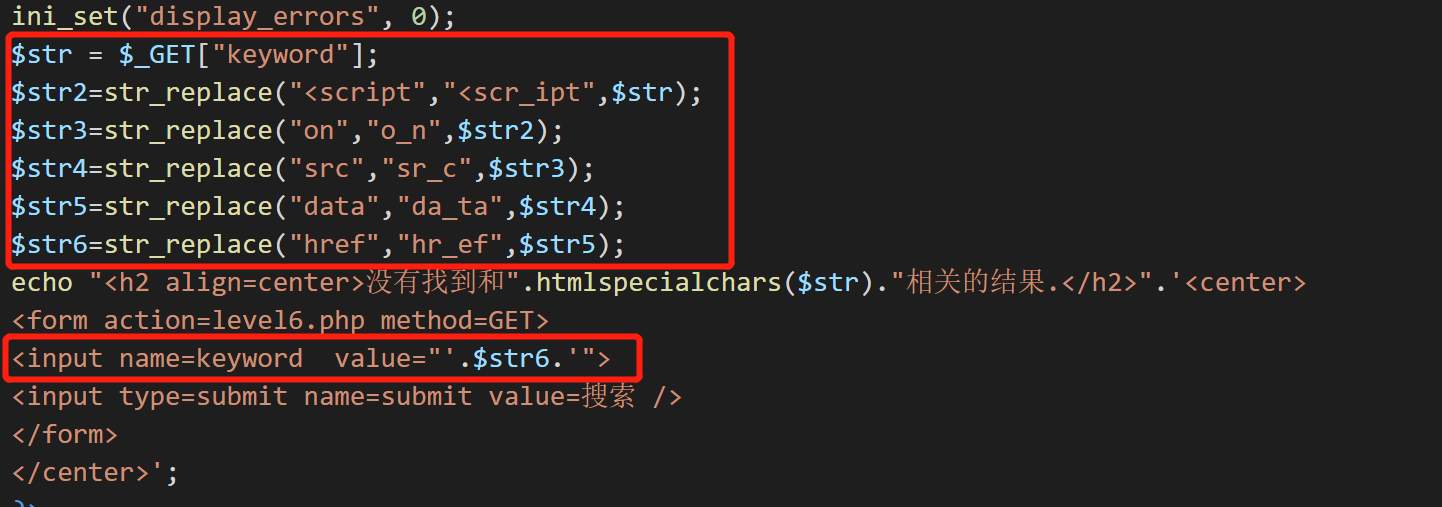 ini_set("display_errors", 0);
$str = $_GET["keyword"];
$str2=str_replace("<script","<scr_ipt",$str);
$str3=str_replace("on","o_n",$str2);
$str4=str_replace("src","sr_c",$str3);
$str5=str_replace("data","da_ta",$str4);
$str6=str_replace("href","hr_ef",$str5);
echo "<h2 align=center>没有找到和".htmlspecialchars($str)."相关的结果.</h2>".'<center>
<form action=level6.php method=GET>
<input name=keyword  value="'.$str6.'">
<input type=submit name=submit value=搜索 />
</form>
</center>';